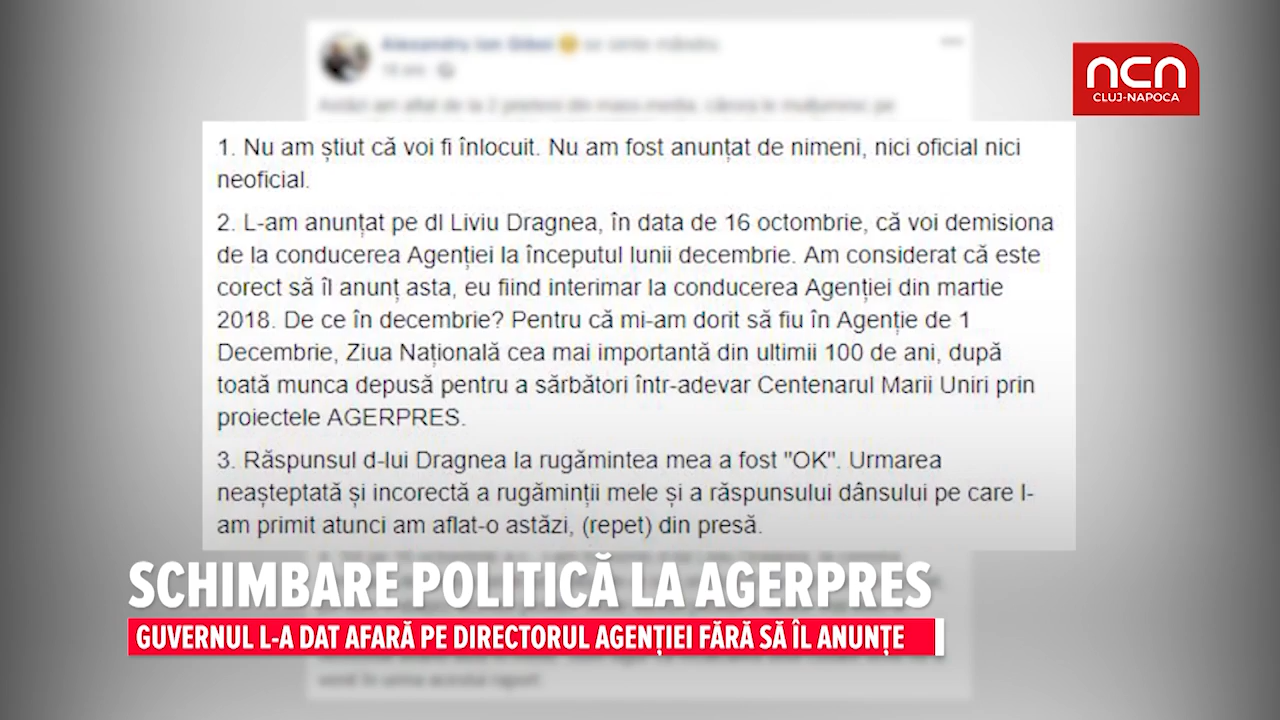 ncn
CLUJ-NAPOCA
1. Nu am știut că voi fi înlocuit. Nu am fost anunțat de nimeni, nici oficial nici
neoficial.
2. L-am anunțat pe dl Liviu Dragnea, în data de 16 octombrie, că voi demisiona
de la conducerea Agenției la începutul lunii decembrie. Am considerat că este
corect să îl anunț asta, eu fiind interimar la conducerea Agenției din martie
2018. De ce în decembrie? Pentru că mi-am dorit să fiu în Agenție de 1
Decembrie, Ziua Națională cea mai importantă din ultimii 100 de ani, după
toată munca depusă pentru a sărbători într-adevar Centenarul Marii Uniri prin
proiectele AGERPRES.
3. Răspunsul d-lui Dragnea la rugămintea mea a fost "OK". Urmarea
neașteptată și incorectă a rugăminții mele și a răspunsului dânsului pe care l-
am primit atunci am aflat-o astăzi, (repet) din presă.
SCHIMBARE POLITICĂ LA AGERPRES
GUVERNUL L-A DAT AFARĂ PE DIRECTORUL AGENȚIEI FĂRĂ SĂ ÎL ANUNȚE